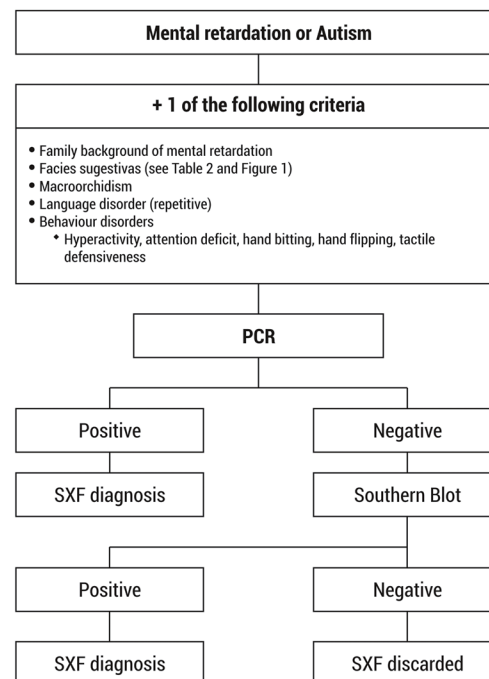 Mental retardation or Autism
+ 1 of the following criteria
• Family background of mental retardation
• Facies sugestivas (see Table 2 and Figure 1)
• Macroorchidism
• Language disorder (repetitive)
• Behaviour disorders
◆ Hyperactivity, attention deficit, hand bitting, hand flipping, tactile
defensiveness
PCR
Positive
Negative
SXF diagnosis
Southern Blot
Positive
Negative
SXF diagnosis
SXF discarded